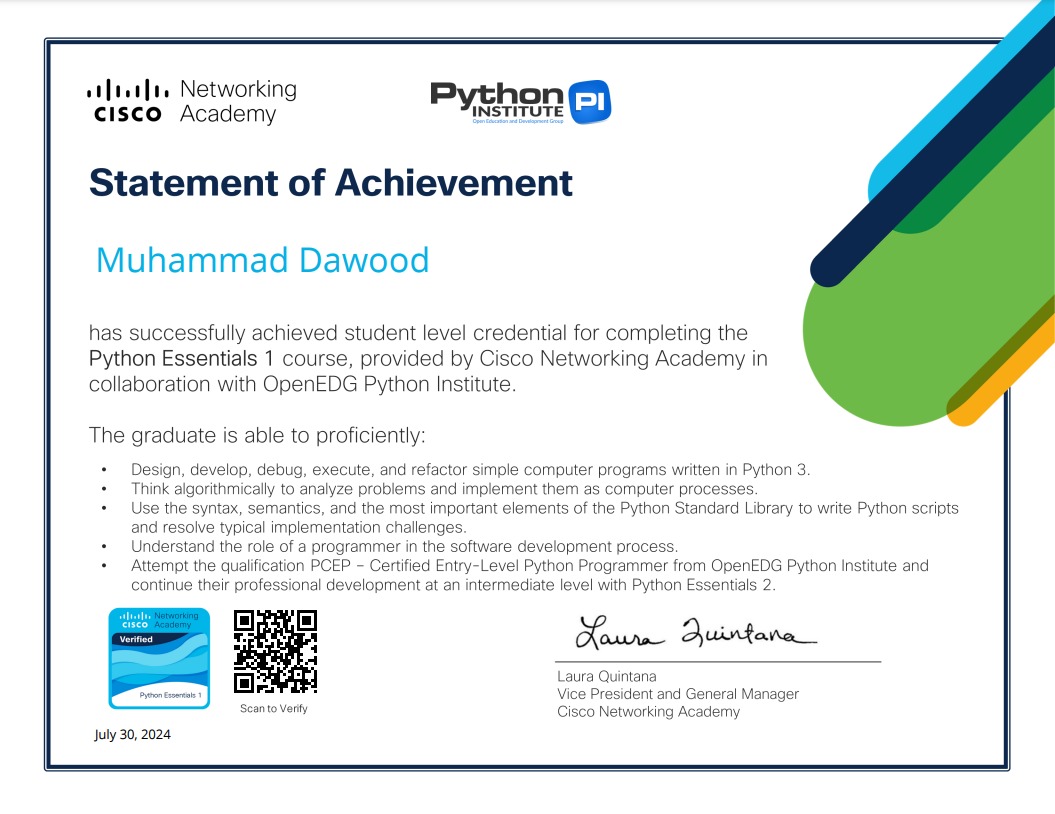 CISCO Networking Academy
Python INSTITUTE PI
Open Education and Development Group
Statement of Achievement
Muhammad Dawood
has successfully achieved student level credential for completing the
Python Essentials 1 course, provided by Cisco Networking Academy in
collaboration with OpenEDG Python Institute.
The graduate is able to proficiently:
• Design, develop, debug, execute, and refactor simple computer programs written in Python 3.
• Think algorithmically to analyze problems and implement them as computer processes.
• Use the syntax, semantics, and the most important elements of the Python Standard Library to write Python scripts
and resolve typical implementation challenges.
• Understand the role of a programmer in the software development process.
• Attempt the qualification PCEP – Certified Entry-Level Python Programmer from OpenEDG Python Institute and
continue their professional development at an intermediate level with Python Essentials 2.
CISCO Networking Academy
Verified
Python Essentials 1
Scan to Verify
July 30, 2024
Laura Quintana
Laura Quintana
Vice President and General Manager
Cisco Networking Academy